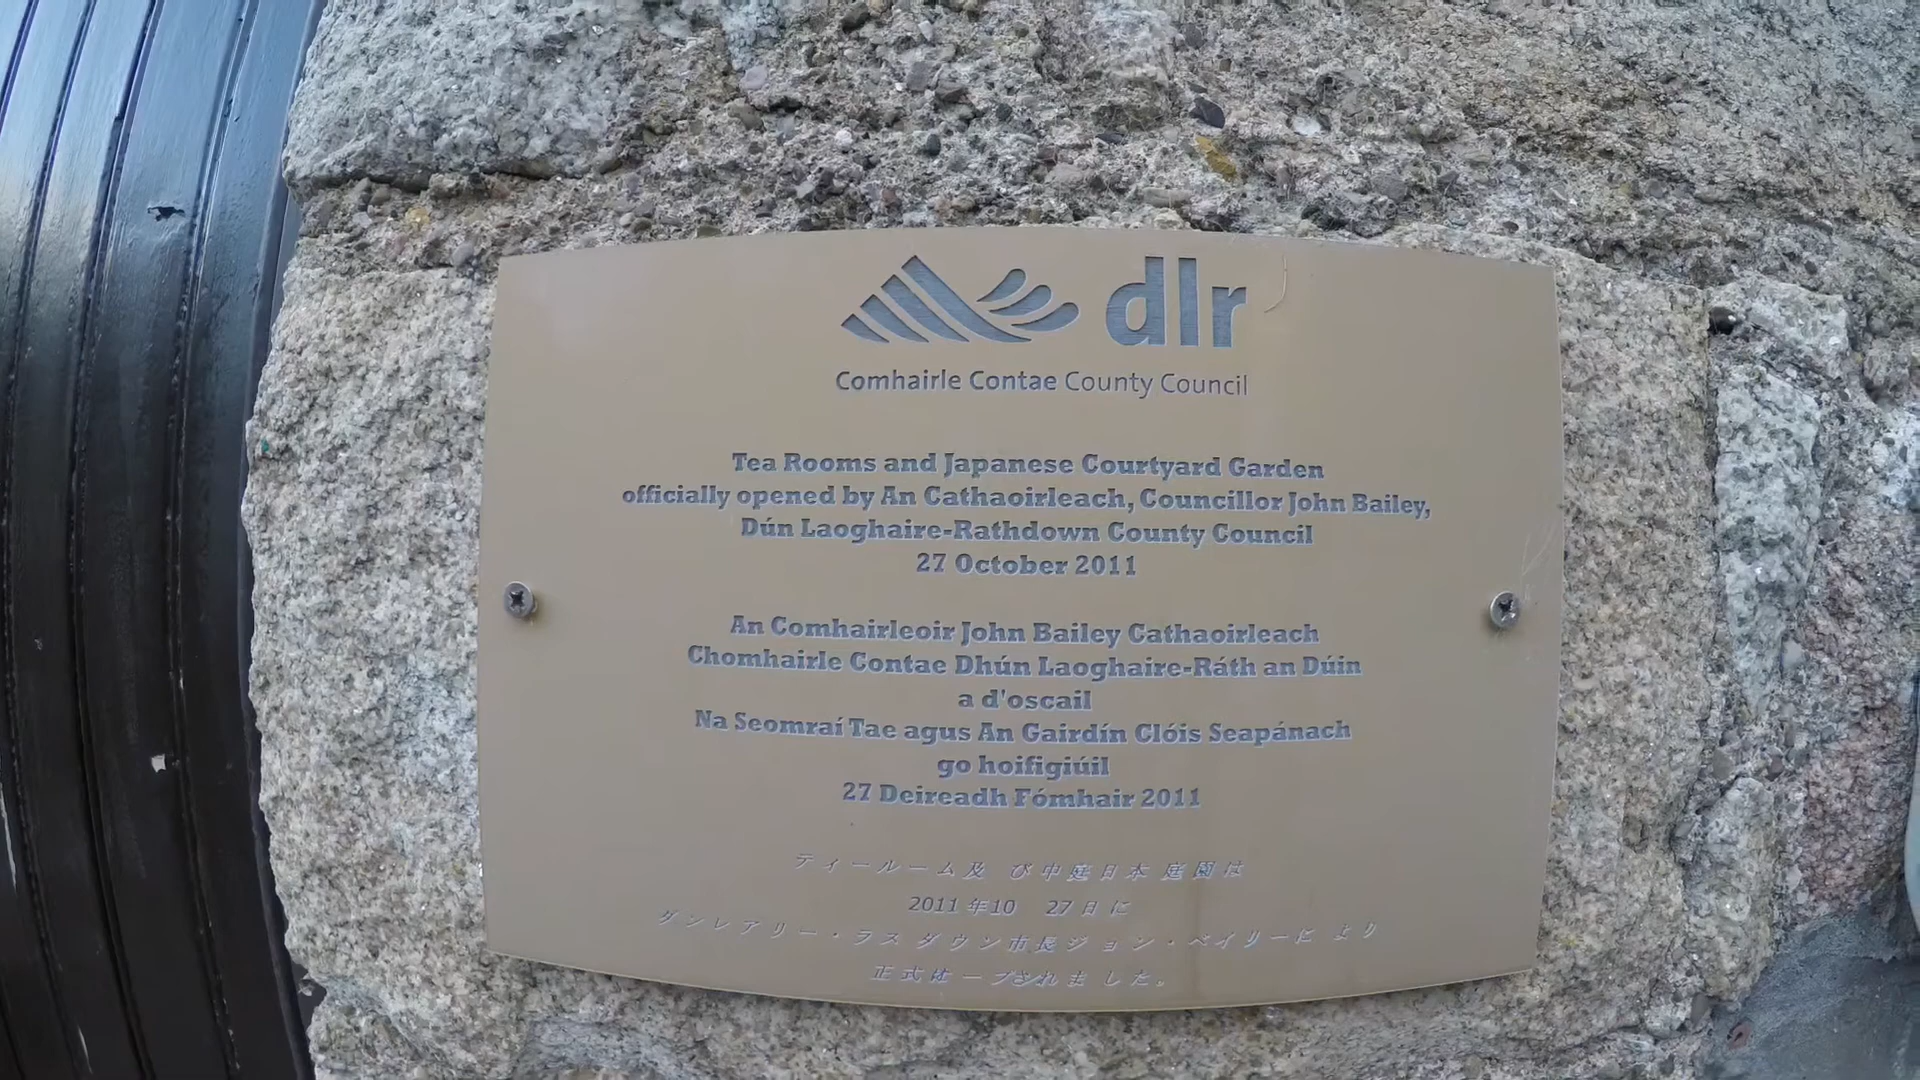 dlr
Comhairle Contae County Council
Tea Rooms and Japanese Courtyard Garden
officially opened by An Cathaoirleach, Councillor John Bailey,
Dún Laoghaire-Rathdown County Council
27 October 2011
An Comhairleoir John Bailey Cathaoirleach
Chomhairle Contae Dhún Laoghaire-Ráth an Dúin
a d'oscail
Na Seomraí Tae agus An Gairdín Clóis Seapánach
go hoifigiúil
27 Deireadh Fómhair 2011
ティールーム及 び中庭日本庭園は
2011年10 27日に
ダンレアリー・ラスダウン市長ジョン・ベイリーにより
正式 されました。